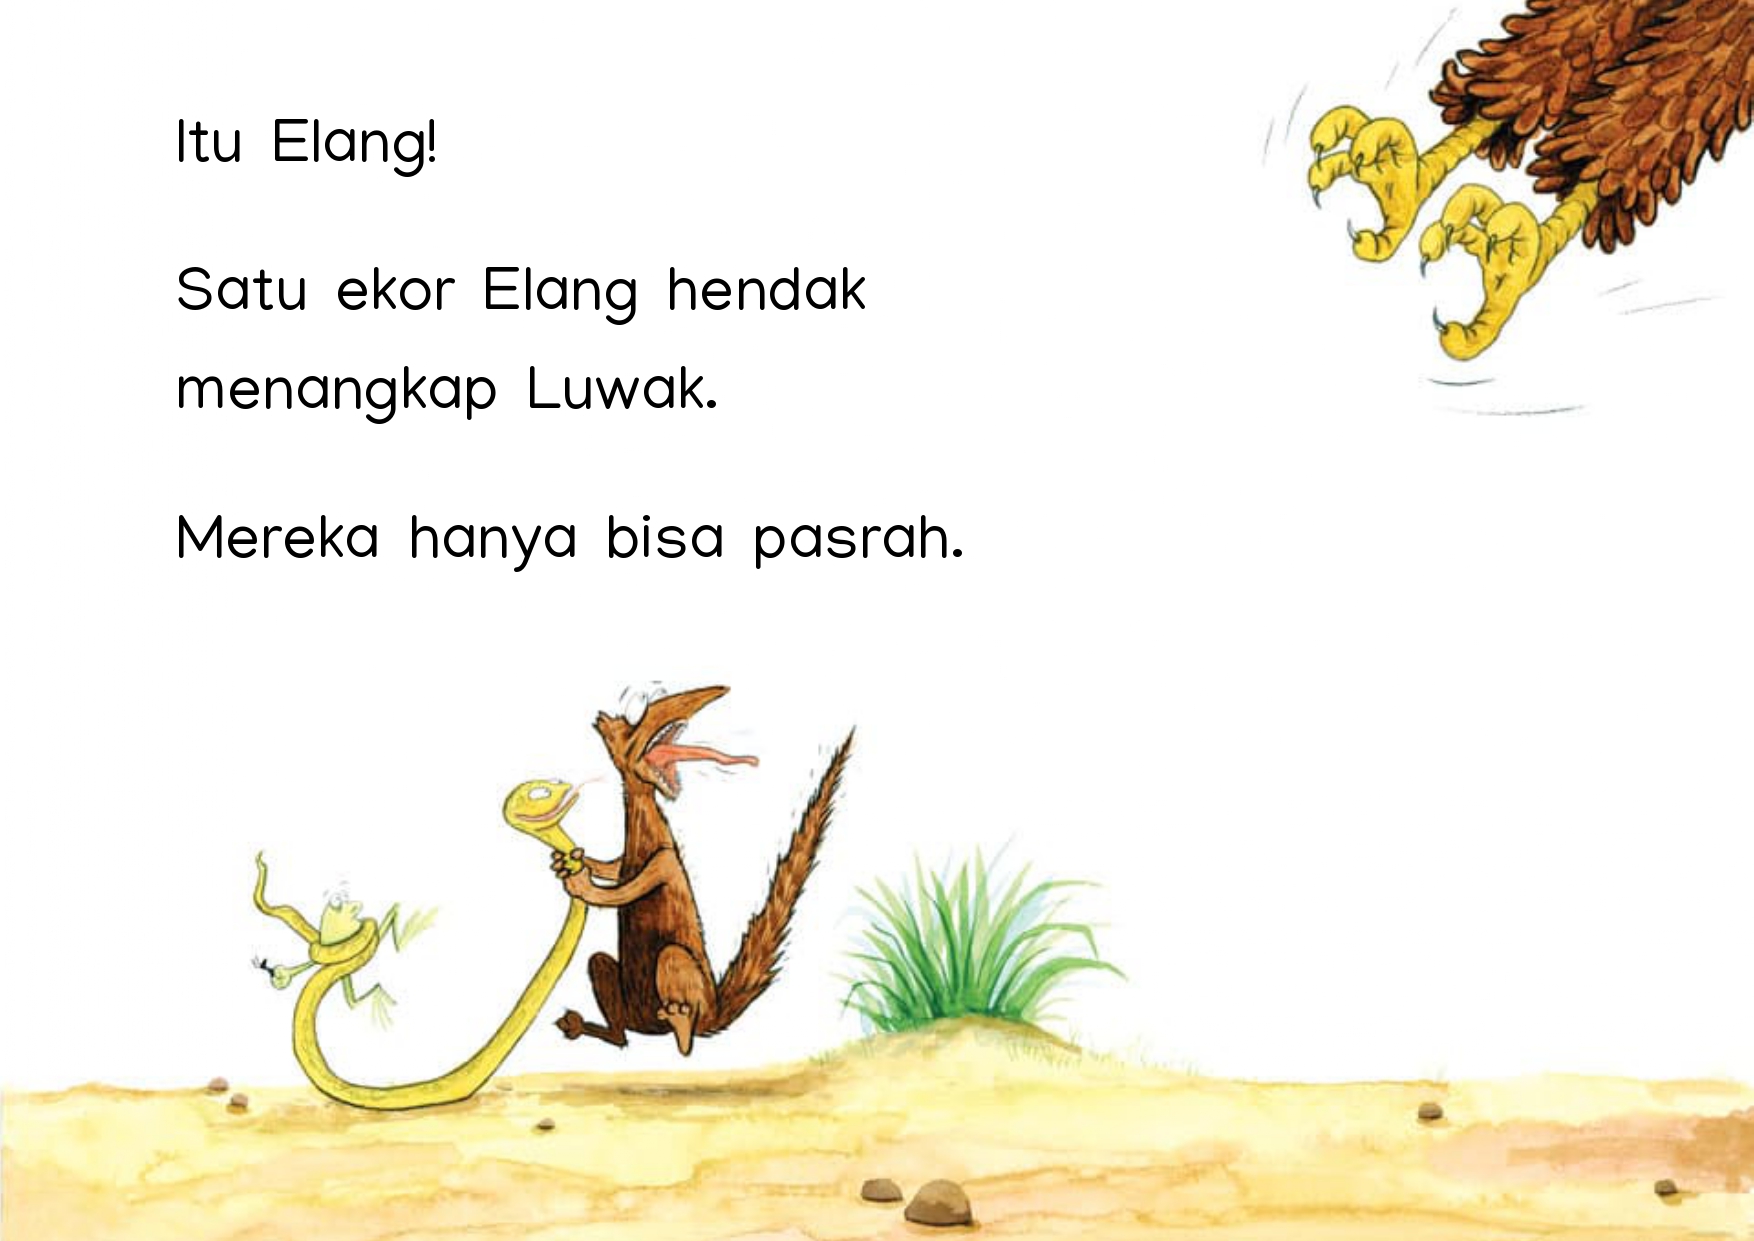 Itu Elang!
Satu ekor Elang hendak
menangkap Luwak.
Mereka hanya bisa pasrah.